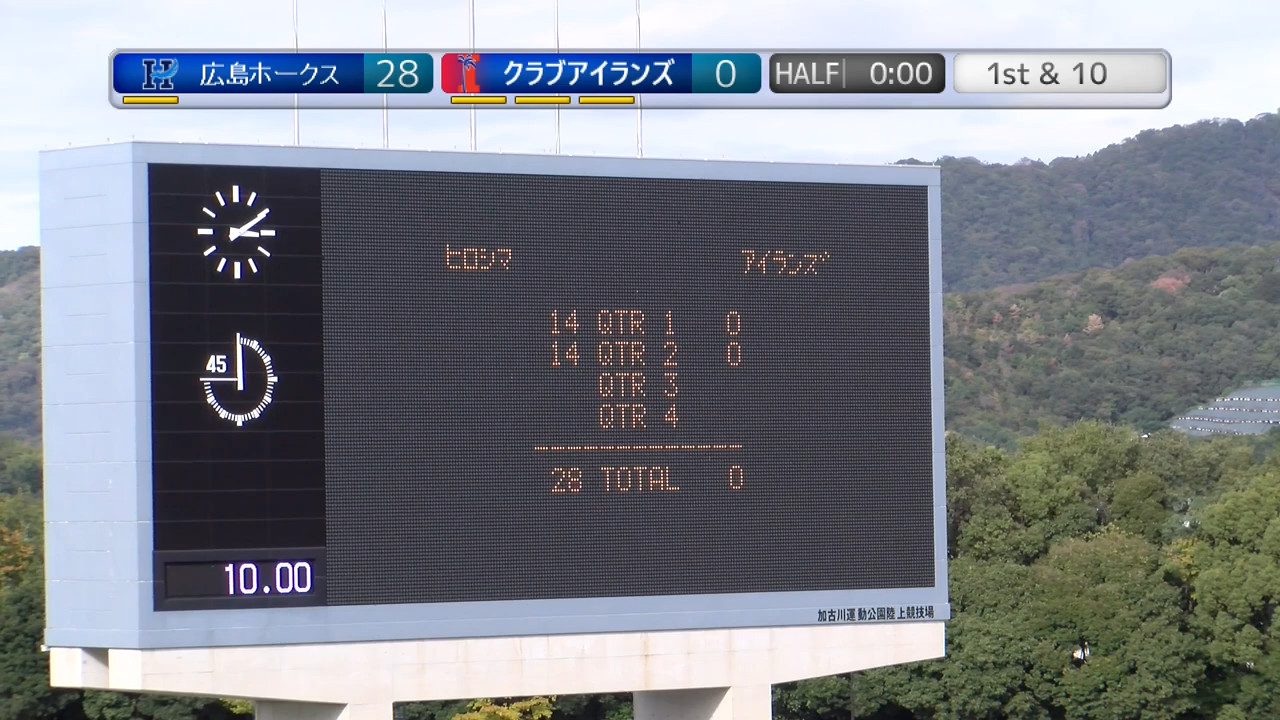 H 広島ホークス 28 クラブアイランズ 0 HALF 0:00 1st & 10
ヒロシマ アイランズ
14 QTR 1 0
14 QTR 2 0
QTR 3
QTR 4
28 TOTAL 0
45
10.00
加古川運動公園陸上競技場